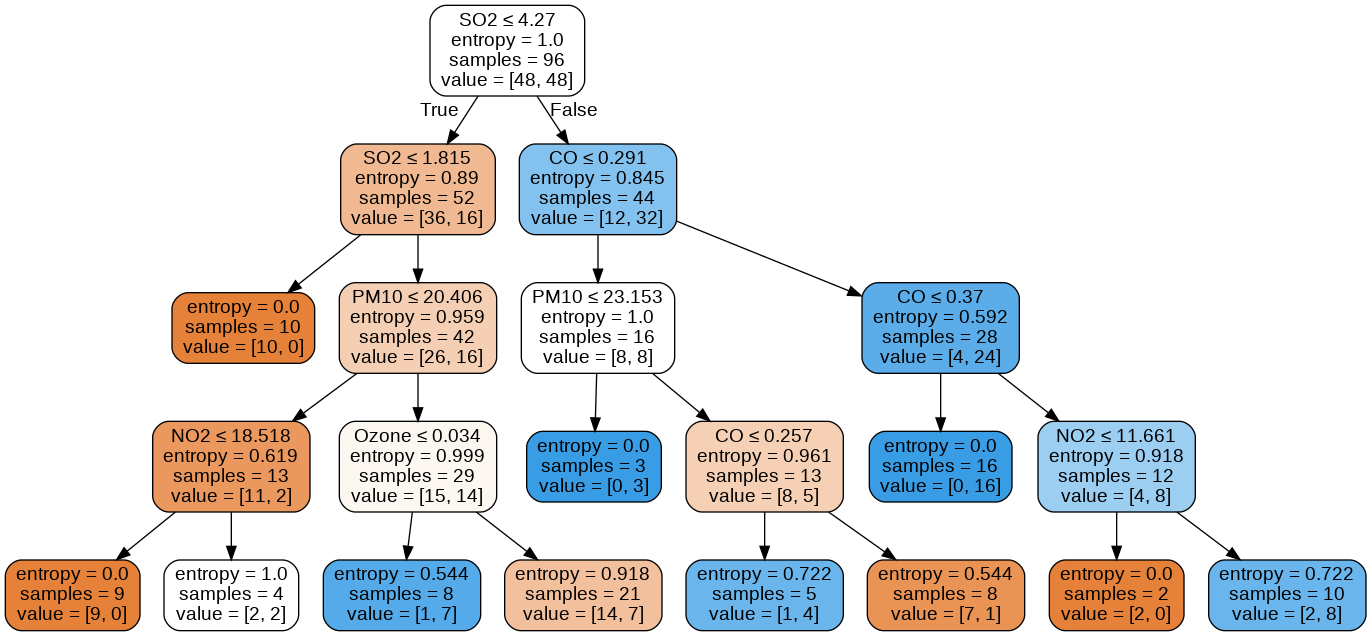 SO2 ≤ 4.27
entropy = 1.0
samples = 96
value = [48, 48]
True
False
SO2 ≤ 1.815
entropy = 0.89
samples = 52
value = [36, 16]
CO ≤ 0.291
entropy = 0.845
samples = 44
value = [12, 32]
entropy = 0.0
samples = 10
value = [10, 0]
PM10 ≤ 20.406
entropy = 0.959
samples = 42
value = [26, 16]
PM10 ≤ 23.153
entropy = 1.0
samples = 16
value = [8, 8]
CO ≤ 0.37
entropy = 0.592
samples = 28
value = [4, 24]
NO2 ≤ 18.518
entropy = 0.619
samples = 13
value = [11, 2]
Ozone ≤ 0.034
entropy = 0.999
samples = 29
value = [15, 14]
entropy = 0.0
samples = 3
value = [0, 3]
CO ≤ 0.257
entropy = 0.961
samples = 13
value = [8, 5]
entropy = 0.0
samples = 16
value = [0, 16]
NO2 ≤ 11.661
entropy = 0.918
samples = 12
value = [4, 8]
entropy = 0.0
samples = 9
value = [9, 0]
entropy = 1.0
samples = 4
value = [2, 2]
entropy = 0.544
samples = 8
value = [1, 7]
entropy = 0.918
samples = 21
value = [14, 7]
entropy = 0.722
samples = 5
value = [1, 4]
entropy = 0.544
samples = 8
value = [7, 1]
entropy = 0.0
samples = 2
value = [2, 0]
entropy = 0.722
samples = 10
value = [2, 8]